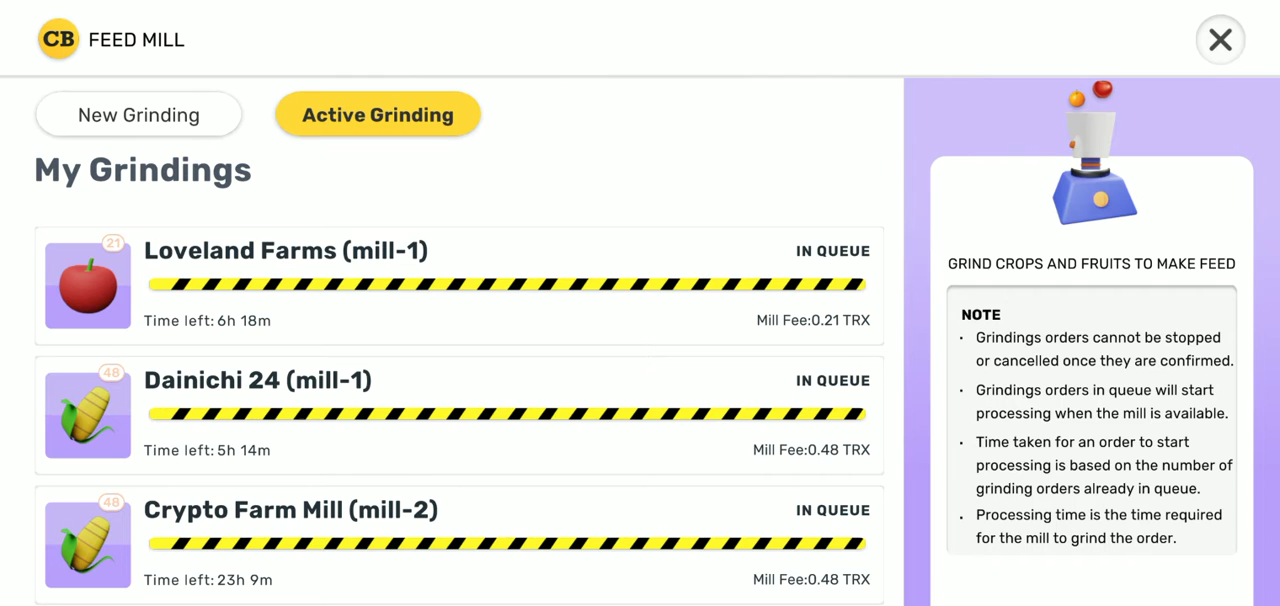 CB FEED MILL
New Grinding
Active Grinding
My Grindings
21
Loveland Farms (mill-1)
IN QUEUE
Time left: 6h 18m
Mill Fee:0.21 TRX
48
Dainichi 24 (mill-1)
IN QUEUE
Time left: 5h 14m
Mill Fee:0.48 TRX
48
Crypto Farm Mill (mill-2)
IN QUEUE
Time left: 23h 9m
Mill Fee:0.48 TRX
GRIND CROPS AND FRUITS TO MAKE FEED
NOTE
· Grindings orders cannot be stopped
or cancelled once they are confirmed.
· Grindings orders in queue will start
processing when the mill is available.
· Time taken for an order to start
processing is based on the number of
grinding orders already in queue.
· Processing time is the time required
for the mill to grind the order.